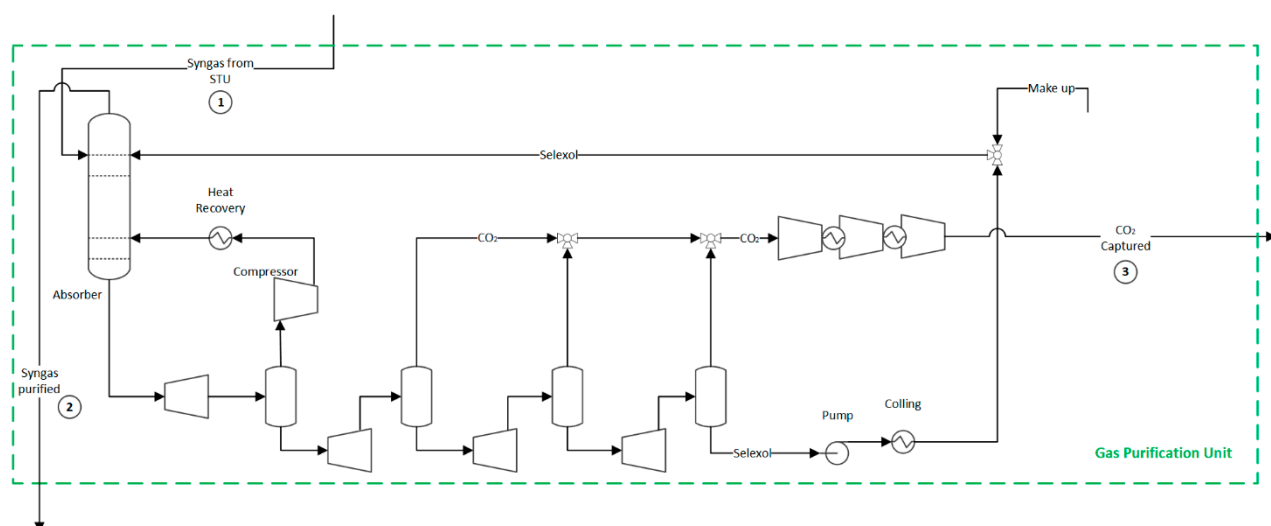 Syngas from
STU
1
Make up
Selexol
Heat
Recovery
CO₂
CO₂
CO₂
Captured
3
Compressor
Absorber
Syngas
purified
2
Pump
Colling
Selexol
Gas Purification Unit